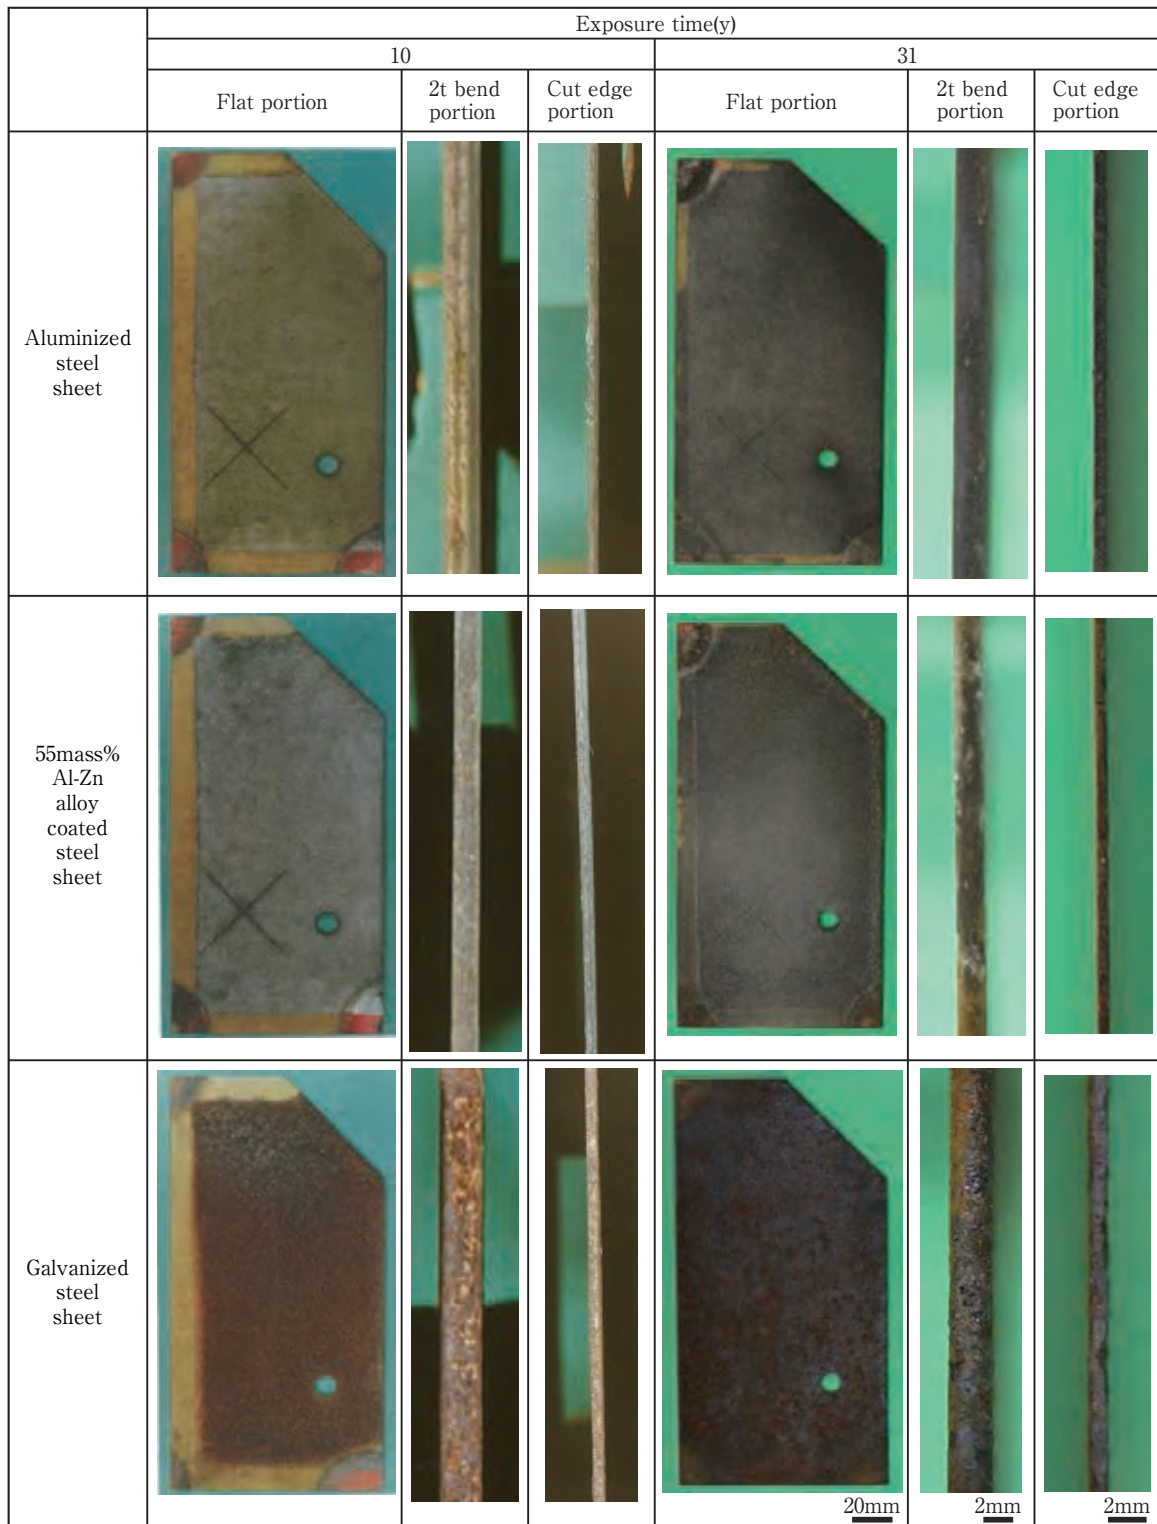 Exposure time(y)
10
31
Flat portion
2t bend
portion
Cut edge
portion
Flat portion
2t bend
portion
Cut edge
portion
Aluminized
steel
sheet
55mass%
Al-Zn
alloy
coated
steel
sheet
Galvanized
steel
sheet
20mm
2mm
2mm